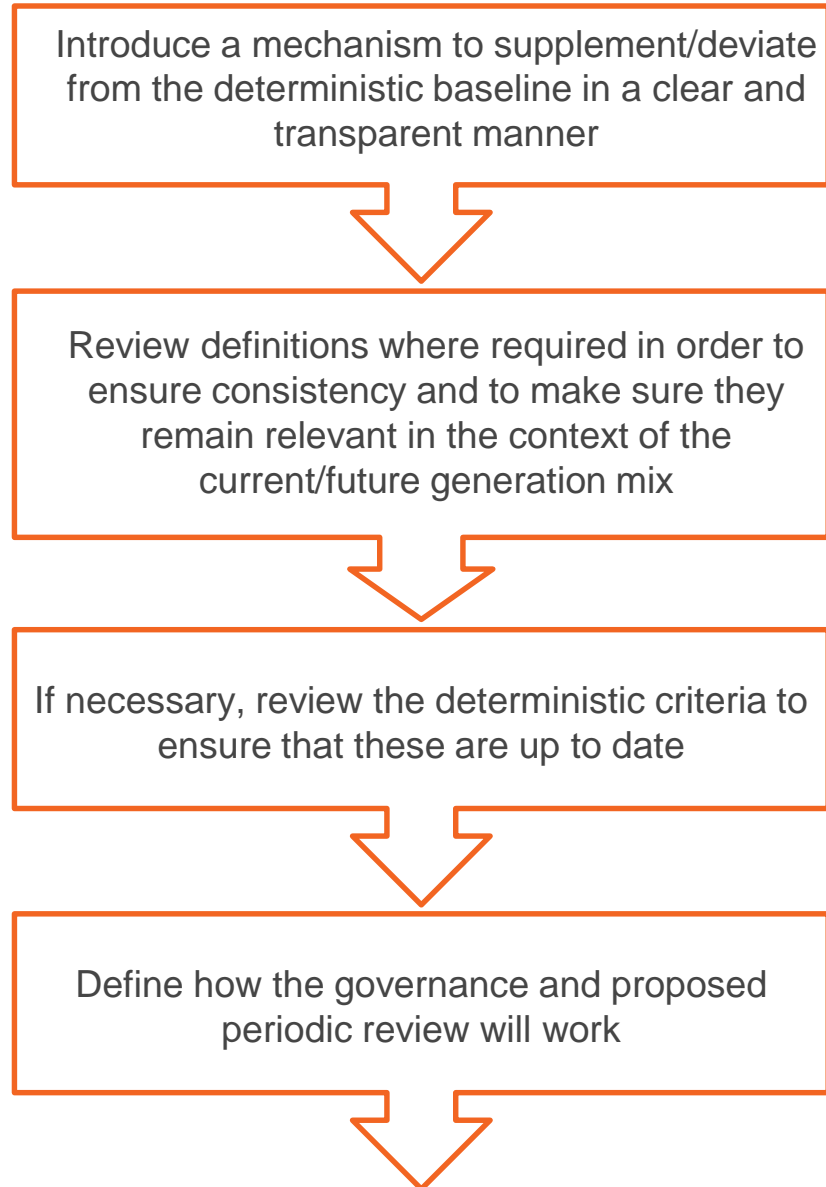 Introduce a mechanism to supplement/deviate
from the deterministic baseline in a clear and
transparent manner
Review definitions where required in order to
ensure consistency and to make sure they
remain relevant in the context of the
current/future generation mix
If necessary, review the deterministic criteria to
ensure that these are up to date
Define how the governance and proposed
periodic review will work